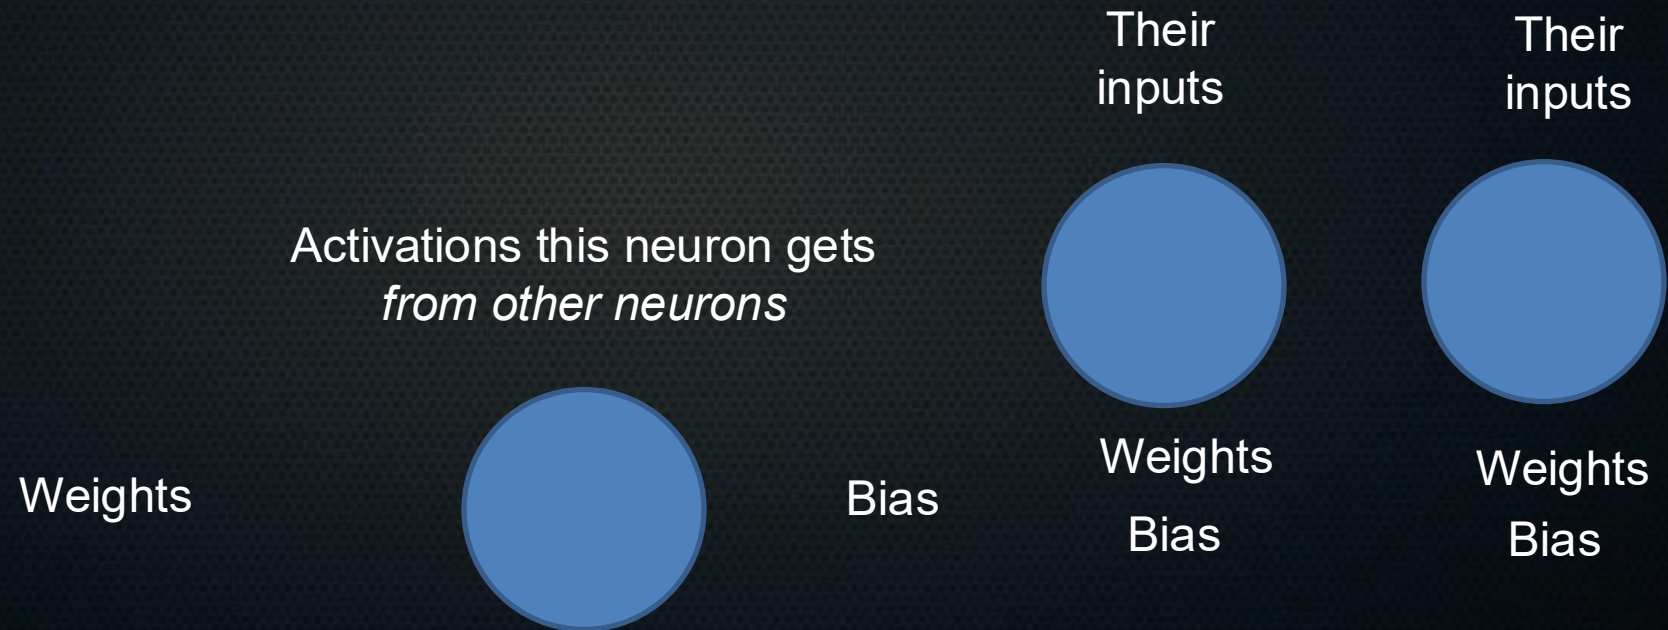 Activations this neuron gets
from other neurons
Weights
Bias
Their
inputs
Weights
Bias
Their
inputs
Weights
Bias